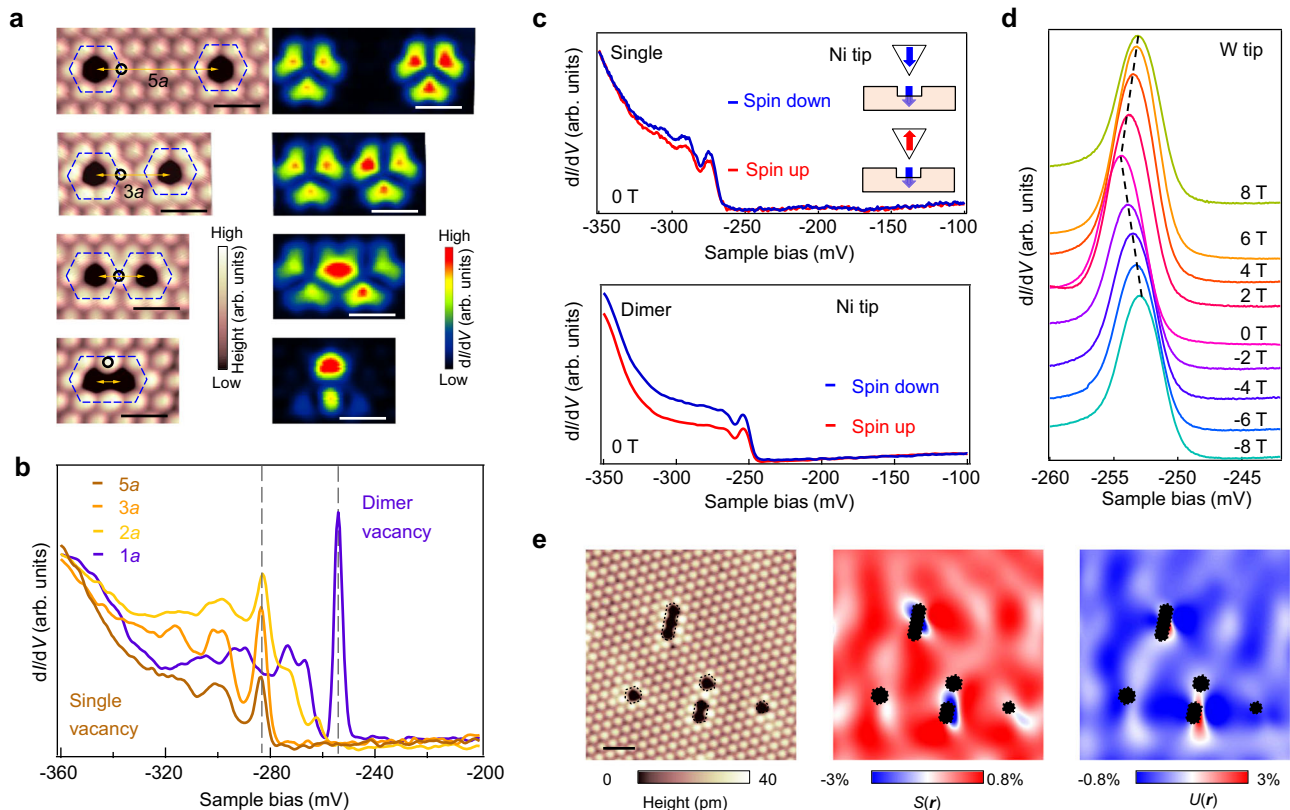 a
5a
3a
High
Height (arb. units)
Low
High
dI/dV (arb. units)
Low
b
dI/dV (arb. units)
5a
3a
2a
1a
Dimer
vacancy
Single
vacancy
-360
-320
-280
-240
-200
Sample bias (mV)
c
dI/dV (arb. units)
Single
Ni tip
Spin down
Spin up
0 T
-350
-300
-250
-200
-150
-100
Sample bias (mV)
dI/dV (arb. units)
Dimer
Ni tip
Spin down
Spin up
0 T
-350
-300
-250
-200
-150
-100
Sample bias (mV)
d
W tip
dI/dV (arb. units)
8 T
6 T
4 T
2 T
0 T
-2 T
-4 T
-6 T
-8 T
-260
-255
-250
-245
Sample bias (mV)
e
0
40
Height (pm)
-3%
0.8%
S(r)
-0.8%
3%
U(r)